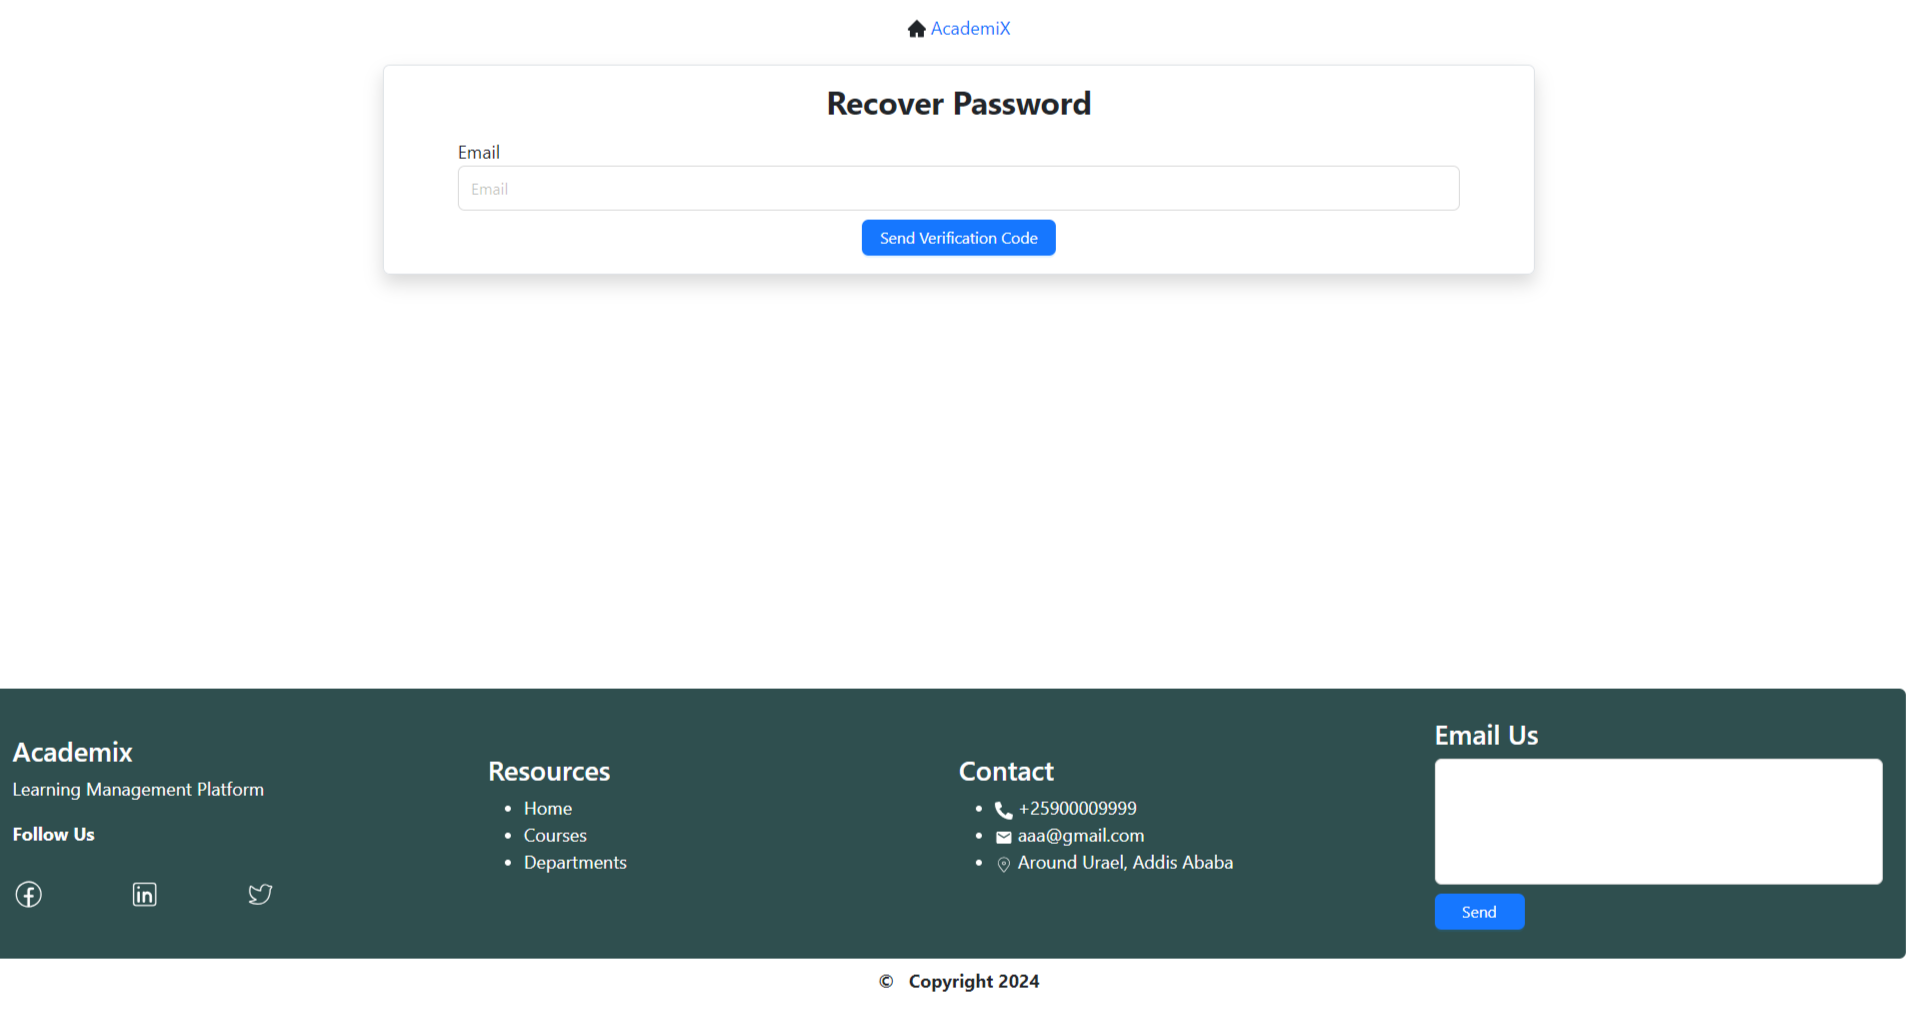 AcademiX
Recover Password
Email
Email
Send Verification Code
Academix
Learning Management Platform
Follow Us
Resources
Home
Courses
Departments
Contact
+25900009999
aaa@gmail.com
Around Urael, Addis Ababa
Email Us
Send
© Copyright 2024